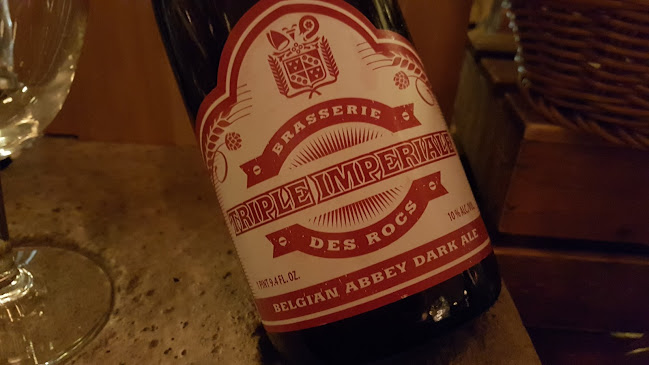 BRASSERIE
TRIPLE IMPERIALE
DES ROCS
10% ALC./VOL.
1 PINT 9.4 FL. OZ.
BELGIAN ABBEY DARK ALE